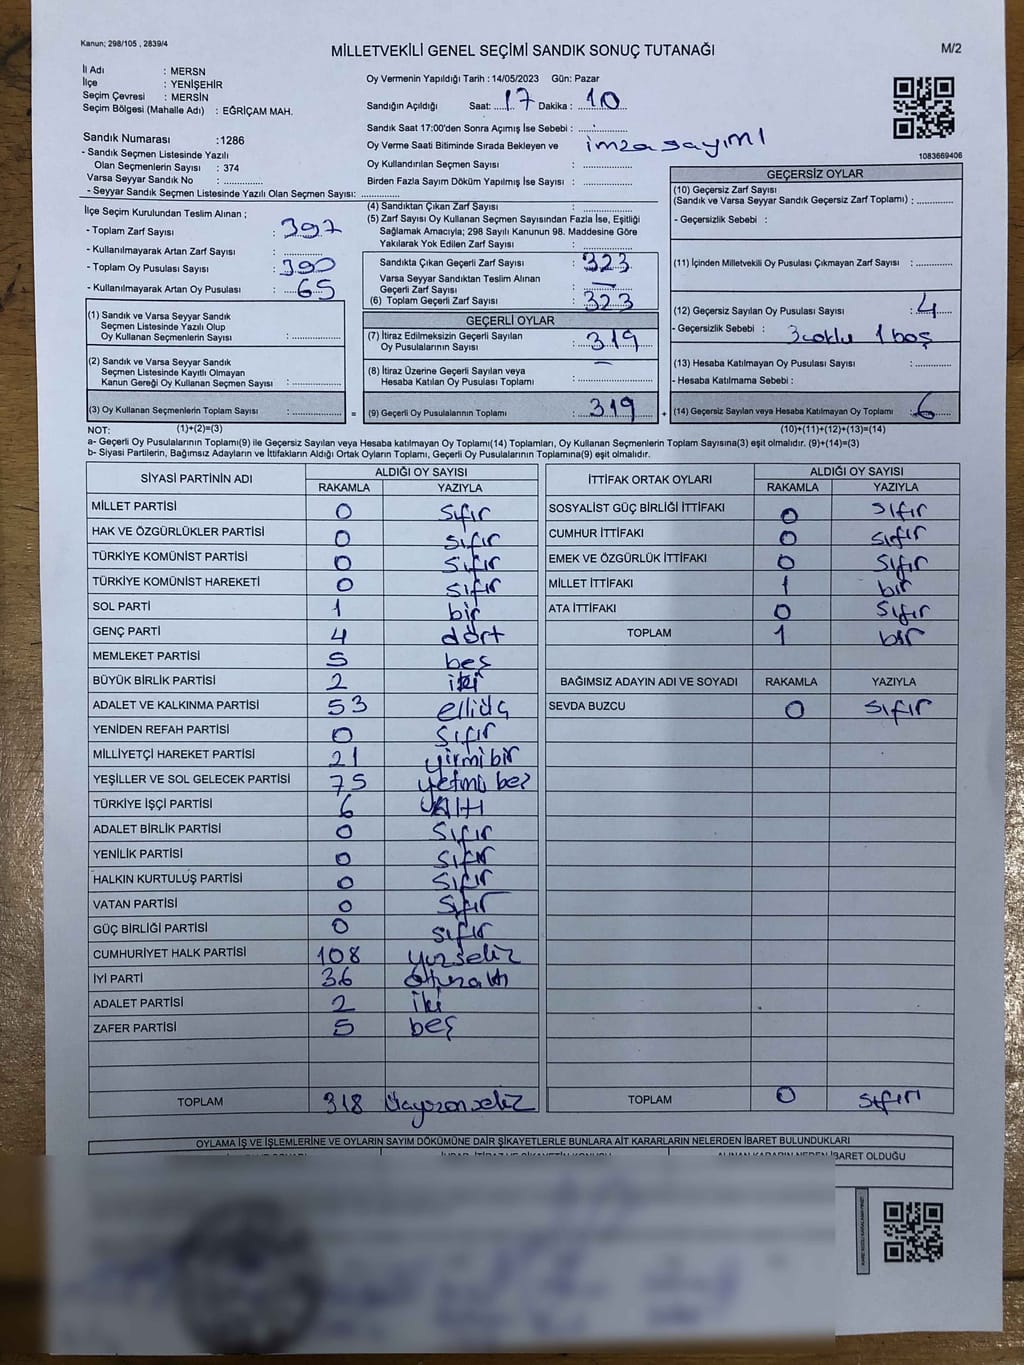 Kanun; 298/105 , 2839/4
MİLLETVEKİLİ GENEL SEÇİMİ SANDIK SONUÇ TUTANAĞI
M/2
İl Adı : MERSN
İlçe : YENİŞEHİR
Seçim Çevresi : MERSİN
Seçim Bölgesi (Mahalle Adı) : EĞRİÇAM MAH.
Sandık Numarası :1286
- Sandık Seçmen Listesinde Yazılı
Olan Seçmenlerin Sayısı : 374
Varsa Seyyar Sandık No : ..............
- Seyyar Sandık Seçmen Listesinde Yazılı Olan Seçmen Sayısı: ..............
Oy Vermenin Yapıldığı Tarih : 14/05/2023 Gün: Pazar
Sandığın Açıldığı Saat: 17 Dakika : 10
Sandık Saat 17:00'den Sonra Açımış İse Sebebi :
Oy Verme Saati Bitiminde Sırada Bekleyen ve imza sayımı
Oy Kullandırılan Seçmen Sayısı :
Birden Fazla Sayım Döküm Yapılmış İse Sayısı :
1083669406
İlçe Seçim Kurulundan Teslim Alınan ;
- Toplam Zarf Sayısı : 397
- Kullanılmayarak Artan Zarf Sayısı :
- Toplam Oy Pusulası Sayısı : 390
- Kullanılmayarak Artan Oy Pusulası : 65
(1) Sandık ve Varsa Seyyar Sandık
Seçmen Listesinde Yazılı Olup
Oy Kullanan Seçmenlerin Sayısı :
(2) Sandık ve Varsa Seyyar Sandık
Seçmen Listesinde Kayıtlı Olmayan
Kanun Gereği Oy Kullanan Seçmen Sayısı :
(3) Oy Kullanan Seçmenlerin Toplam Sayısı :
=
(4) Sandıktan Çıkan Zarf Sayısı :
(5) Zarf Sayısı Oy Kullanan Seçmen Sayısından Fazla İse, Eşitliği
Sağlamak Amacıyla; 298 Sayılı Kanunun 98. Maddesine Göre
Yakılarak Yok Edilen Zarf Sayısı :
Sandıkta Çıkan Geçerli Zarf Sayısı : 323
Varsa Seyyar Sandıktan Teslim Alınan
Geçerli Zarf Sayısı : —
(6) Toplam Geçerli Zarf Sayısı : 323
GEÇERLİ OYLAR
(7) İtiraz Edilmeksizin Geçerli Sayılan
Oy Pusulalarının Sayısı : 319
(8) İtiraz Üzerine Geçerli Sayılan veya
Hesaba Katılan Oy Pusulası Toplamı : —
(9) Geçerli Oy Pusulalarının Toplamı : 319
+
GEÇERSİZ OYLAR
(10) Geçersiz Zarf Sayısı
(Sandık ve Varsa Seyyar Sandık Geçersiz Zarf Toplamı) :
- Geçersizlik Sebebi :
(11) İçinden Milletvekili Oy Pusulası Çıkmayan Zarf Sayısı :
(12) Geçersiz Sayılan Oy Pusulası Sayısı : 4
- Geçersizlik Sebebi : 3 çoklu 1 boş
(13) Hesaba Katılmayan Oy Pusulası Sayısı :
- Hesaba Katılmama Sebebi :
(14) Geçersiz Sayılan veya Hesaba Katılmayan Oy Toplamı : 6
NOT: (1)+(2)=(3) (10)+(11)+(12)+(13)=(14)
a- Geçerli Oy Pusulalarının Toplamı(9) ile Geçersiz Sayılan veya Hesaba katılmayan Oy Toplamı(14) Toplamları, Oy Kullanan Seçmenlerin Toplam Sayısına(3) eşit olmalıdır. (9)+(14)=(3)
b- Siyasi Partilerin, Bağımsız Adayların ve İttifakların Aldığı Ortak Oyların Toplamı, Geçerli Oy Pusulalarının Toplamına(9) eşit olmalıdır.
SİYASİ PARTİNİN ADI ALDIĞI OY SAYISI
RAKAMLA YAZIYLA
MİLLET PARTİSİ 0 sıfır
HAK VE ÖZGÜRLÜKLER PARTİSİ 0 sıfır
TÜRKİYE KOMÜNİST PARTİSİ 0 sıfır
TÜRKİYE KOMÜNİST HAREKETİ 0 sıfır
SOL PARTİ 1 bir
GENÇ PARTİ 4 dört
MEMLEKET PARTİSİ 5 beş
BÜYÜK BİRLİK PARTİSİ 2 iki
ADALET VE KALKINMA PARTİSİ 53 elliüç
YENİDEN REFAH PARTİSİ 0 sıfır
MİLLİYETÇİ HAREKET PARTİSİ 21 yirmi bir
YEŞİLLER VE SOL GELECEK PARTİSİ 75 yetmi beş
TÜRKİYE İŞÇİ PARTİSİ 6 Altı
ADALET BİRLİK PARTİSİ 0 sıfır
YENİLİK PARTİSİ 0 sıfır
HALKIN KURTULUŞ PARTİSİ 0 sıfır
VATAN PARTİSİ 0 sıfır
GÜÇ BİRLİĞİ PARTİSİ 0 sıfır
CUMHURİYET HALK PARTİSİ 108 yüzsekiz
İYİ PARTİ 36 otuzaltı
ADALET PARTİSİ 2 iki
ZAFER PARTİSİ 5 beş
TOPLAM 318 üçyüzonsekiz
İTTİFAK ORTAK OYLARI ALDIĞI OY SAYISI
RAKAMLA YAZIYLA
SOSYALİST GÜÇ BİRLİĞİ İTTİFAKI 0 sıfır
CUMHUR İTTİFAKI 0 sıfır
EMEK VE ÖZGÜRLÜK İTTİFAKI 0 sıfır
MİLLET İTTİFAKI 1 bir
ATA İTTİFAKI 0 sıfır
TOPLAM 1 bir
BAĞIMSIZ ADAYIN ADI VE SOYADI RAKAMLA YAZIYLA
SEVDA BUZCU 0 sıfır
TOPLAM 0 sıfır
OYLAMA İŞ VE İŞLEMLERİNE VE OYLARIN SAYIM DÖKÜMÜNE DAİR ŞİKAYETLERLE BUNLARA AİT KARARLARIN NELERDEN İBARET BULUNDUKLARI
ALINAN KARARIN NEDEN İBARET OLDUĞU